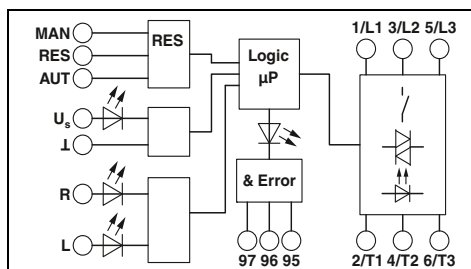 MAN
RES
AUT
RES
Us
⊥
R
L
Logic
µP
& Error
97 96 95
1/L1 3/L2 5/L3
2/T1 4/T2 6/T3